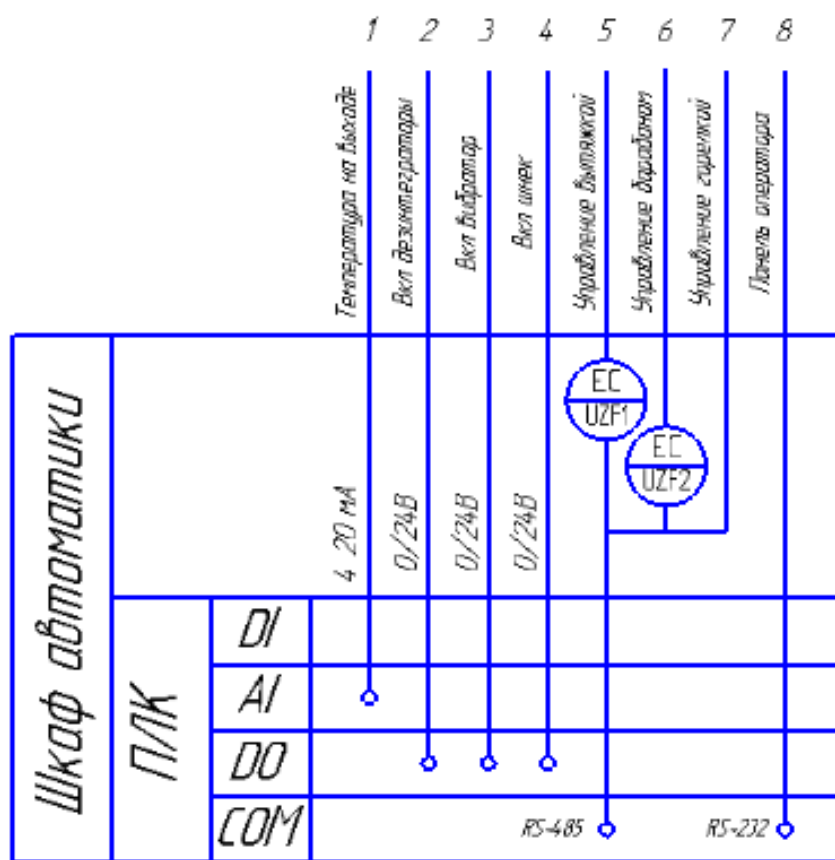 1 2 3 4 5 6 7 8
Температура на выходе
Вкл дезинтеграторы
Вкл вибратор
Вкл шнек
Управление вытяжкой
Управление барабаном
Управление горелкой
Панель оператора
EC
UZF1
EC
UZF2
4 20 мА
0/24В
0/24В
0/24В
Шкаф автоматики
ПЛК
DI
AI
DO
COM
RS-485
RS-232